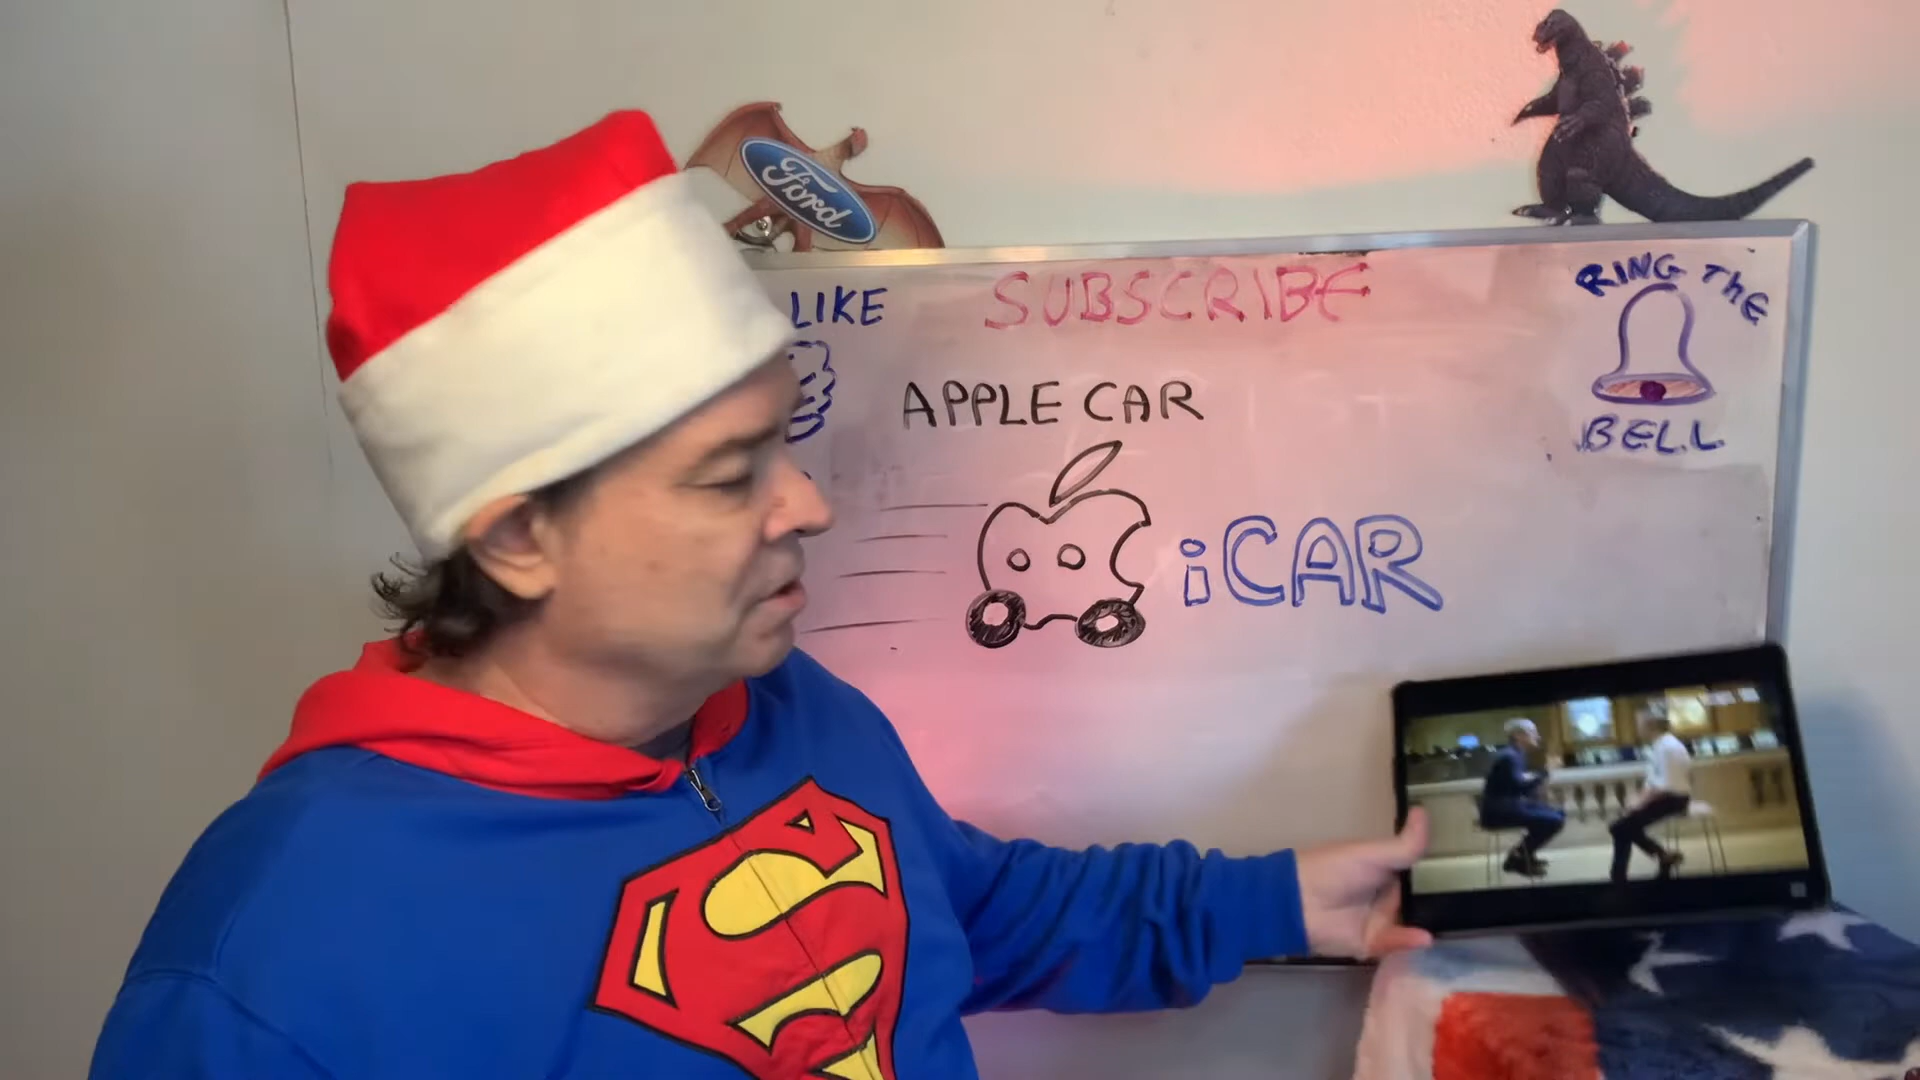 Ford
LIKE
SUBSCRIBE
RING THE
BELL
APPLE CAR
iCAR